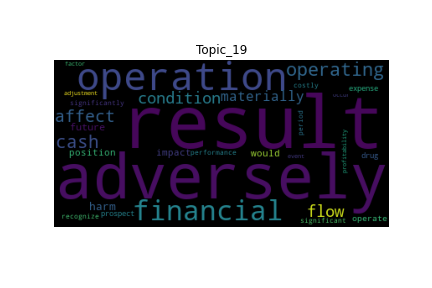 Topic_19
factor
operation
operating
adjustment
condition
materially
costly
expense
significantly
occur
affect
result
future
period
cash
profitability
position
impact
performance
would
drug
event
adversely
harm
financial
flow
recognize
prospect
significant
operate